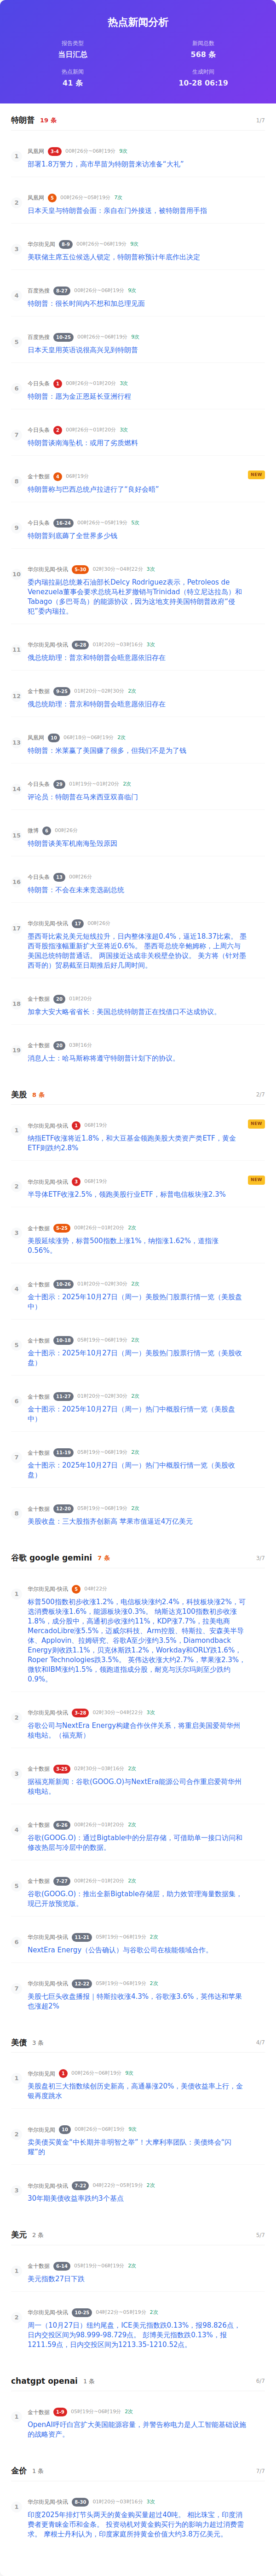 热点新闻分析
报告类型
新闻总数
当日汇总
568 条
热点新闻
生成时间
41 条
10-28 06:19
特朗普 19 条
1/7
1
凤凰网 3-4 00时26分~06时19分 9次
部署1.8万警力，高市早苗为特朗普来访准备“大礼”
2
凤凰网 5 00时26分~05时19分 7次
日本天皇与特朗普会面：亲自在门外接送，被特朗普用手指
3
华尔街见闻 8-9 00时26分~06时19分 9次
美联储主席五位候选人锁定，特朗普称预计年底作出决定
4
百度热搜 8-27 00时26分~06时19分 9次
特朗普：很长时间内不想和加总理见面
5
百度热搜 10-25 00时26分~06时19分 9次
日本天皇用英语说很高兴见到特朗普
6
今日头条 1 00时26分~01时20分 3次
特朗普：愿为金正恩延长亚洲行程
7
今日头条 2 00时26分~01时20分 3次
特朗普谈南海坠机：或用了劣质燃料
8
金十数据 4 06时19分
NEW
特朗普称与巴西总统卢拉进行了“良好会晤”
9
今日头条 16-24 00时26分~05时19分 5次
特朗普到底薅了全世界多少钱
10
华尔街见闻-快讯 5-30 02时30分~04时22分 3次
委内瑞拉副总统兼石油部长Delcy Rodriguez表示，Petroleos de
Venezuela董事会要求总统马杜罗撤销与Trinidad（特立尼达拉岛）和
Tabago（多巴哥岛）的能源协议，因为这地支持美国特朗普政府“侵
犯”委内瑞拉。
11
华尔街见闻-快讯 6-28 01时20分~03时16分 3次
俄总统助理：普京和特朗普会晤意愿依旧存在
12
金十数据 9-25 01时20分~02时30分 2次
俄总统助理：普京和特朗普会晤意愿依旧存在
13
凤凰网 10 06时18分~06时19分 2次
特朗普：米莱赢了美国赚了很多，但我们不是为了钱
14
今日头条 29 01时19分~01时20分 2次
评论员：特朗普在马来西亚双喜临门
15
微博 6 00时26分
特朗普谈美军机南海坠毁原因
16
今日头条 13 00时26分
特朗普：不会在未来竞选副总统
17
华尔街见闻-快讯 17 00时26分
墨西哥比索兑美元短线拉升，日内整体涨超0.4%，逼近18.37比索。 墨
西哥股指涨幅重新扩大至将近0.6%。 墨西哥总统辛鲍姆称，上周六与
美国总统特朗普通话。 两国接近达成非关税壁垒协议。 美方将（针对墨
西哥的）贸易截至日期推后好几周时间。
18
金十数据 20 01时20分
加拿大安大略省省长：美国总统特朗普正在找借口不达成协议。
19
金十数据 20 03时16分
消息人士：哈马斯称将遵守特朗普计划下的协议。
美股 8 条
2/7
1
华尔街见闻-快讯 1 06时19分
NEW
纳指ETF收涨将近1.8%，和大豆基金领跑美股大类资产类ETF，黄金
ETF则跌约2.8%
2
华尔街见闻-快讯 3 06时19分
NEW
半导体ETF收涨2.5%，领跑美股行业ETF，标普电信板块涨2.3%
3
金十数据 5-21 00时26分~01时20分 2次
美股延续涨势，标普500指数上涨1%，纳指涨1.62%，道指涨
0.56%。
4
金十数据 10-26 01时20分~02时30分 2次
金十图示：2025年10月27日（周一）美股热门股票行情一览（美股盘
中）
5
金十数据 10-18 05时19分~06时19分 2次
金十图示：2025年10月27日（周一）美股热门股票行情一览（美股收
盘）
6
金十数据 11-27 01时20分~02时30分 2次
金十图示：2025年10月27日（周一）热门中概股行情一览（美股盘
中）
7
金十数据 11-19 05时19分~06时19分 2次
金十图示：2025年10月27日（周一）热门中概股行情一览（美股收
盘）
8
金十数据 12-20 05时19分~06时19分 2次
美股收盘：三大股指齐创新高 苹果市值逼近4万亿美元
谷歌 google gemini 7 条
3/7
1
华尔街见闻-快讯 5 04时22分
标普500指数初步收涨1.2%，电信板块涨约2.4%，科技板块涨2%，可
选消费板块涨1.6%，能源板块涨0.3%。 纳斯达克100指数初步收涨
1.8%，成分股中，高通初步收涨约11%，KDP涨7.7%，拉美电商
MercadoLibre涨5.5%，迈威尔科技、Arm控股、特斯拉、安森美半导
体、Applovin、拉姆研究、谷歌A至少涨约3.5%，Diamondback
Energy则收跌1.1%，贝克休斯跌1.2%，Workday和ORLY跌1.6%，
Roper Technologies跌3.5%。 英伟达收涨大约2.7%，苹果涨2.3%，
微软和IBM涨约1.5%，领跑道指成分股，耐克与沃尔玛则至少跌约
0.9%。
2
华尔街见闻-快讯 3-28 02时30分~04时22分 3次
谷歌公司与NextEra Energy构建合作伙伴关系，将重启美国爱荷华州
核电站。（福克斯）
3
金十数据 3-25 02时30分~03时16分 2次
据福克斯新闻：谷歌(GOOG.O)与NextEra能源公司合作重启爱荷华州
核电站。
4
金十数据 6-26 00时26分~01时20分 2次
谷歌(GOOG.O)：通过Bigtable中的分层存储，可借助单一接口访问和
修改热层与冷层中的数据。
5
金十数据 7-27 00时26分~01时20分 2次
谷歌(GOOG.O)：推出全新Bigtable存储层，助力效管理海量数据集，
现已开放预览版。
6
华尔街见闻-快讯 11-21 05时19分~06时19分 2次
NextEra Energy（公告确认）与谷歌公司在核能领域合作。
7
华尔街见闻-快讯 12-22 05时19分~06时19分 2次
美股七巨头收盘播报｜特斯拉收涨4.3%，谷歌涨3.6%，英伟达和苹果
也涨超2%
美债 3 条
4/7
1
华尔街见闻 1 00时26分~06时19分 9次
美股盘初三大指数续创历史新高，高通暴涨20%，美债收益率上行，金
银再度跳水
2
华尔街见闻 10 00时26分~06时19分 9次
卖美债买黄金“中长期并非明智之举”！大摩利率团队：美债终会“闪
耀”的
3
华尔街见闻-快讯 7-22 04时22分~05时19分 2次
30年期美债收益率跌约3个基点
美元 2 条
5/7
1
金十数据 6-14 05时19分~06时19分 2次
美元指数27日下跌
2
华尔街见闻-快讯 10-25 04时22分~05时19分 2次
周一（10月27日）纽约尾盘，ICE美元指数跌0.13%，报98.826点，
日内交投区间为98.999-98.729点。 彭博美元指数跌0.13%，报
1211.59点，日内交投区间为1213.35-1210.52点。
chatgpt openai 1 条
6/7
1
金十数据 1-9 05时19分~06时19分 2次
OpenAI呼吁白宫扩大美国能源容量，并警告称电力是人工智能基础设施
的战略资产。
金价 1 条
7/7
1
华尔街见闻-快讯 8-30 01时20分~03时16分 3次
印度2025年排灯节头两天的黄金购买量超过40吨。 相比珠宝，印度消
费者更青睐金币和金条。 投资动机对黄金购买行为的影响力超过消费需
求。 摩根士丹利认为，印度家庭所持黄金价值大约3.8万亿美元。